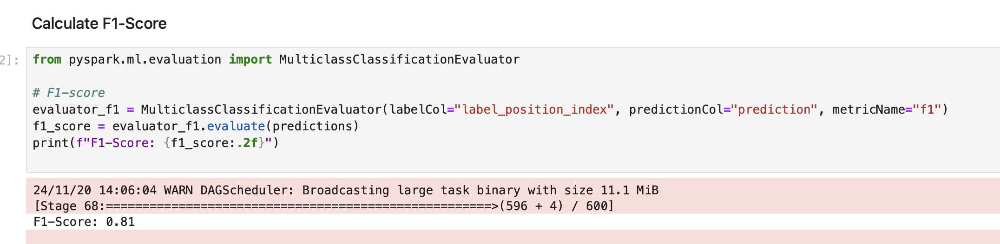 Calculate F1-Score
2]:
from pyspark.ml.evaluation import MulticlassClassificationEvaluator
# F1-score
evaluator_f1 = MulticlassClassificationEvaluator(labelCol="label_position_index", predictionCol="prediction", metricName="f1")
f1_score = evaluator_f1.evaluate(predictions)
print(f"F1-Score: {f1_score:.2f}")
24/11/20 14:06:04 WARN DAGScheduler: Broadcasting large task binary with size 11.1 MiB
[Stage 68:=====================================================>(596 + 4) / 600]
F1-Score: 0.81